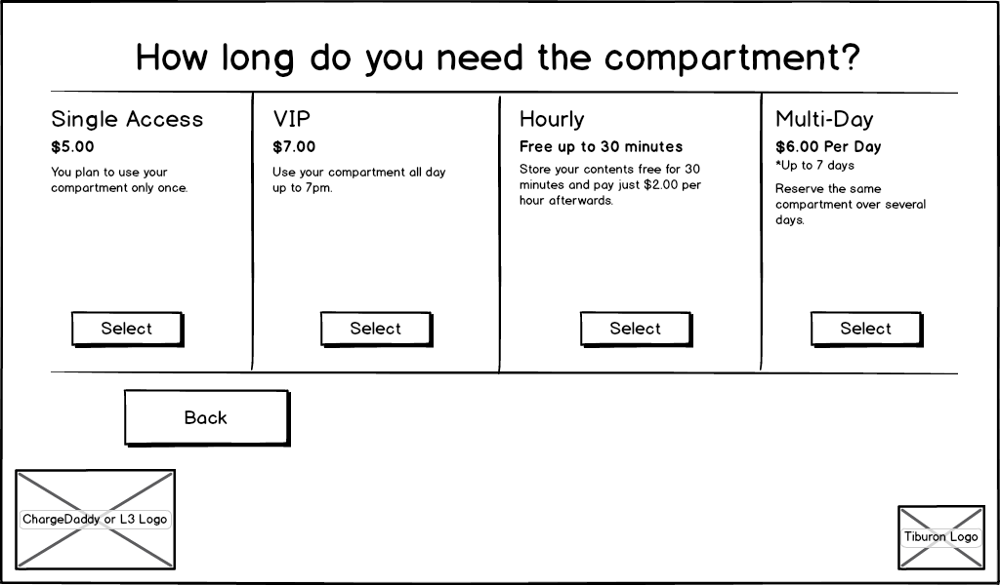 How long do you need the compartment?
Single Access
$5.00
You plan to use your
compartment only once.
Select
VIP
$7.00
Use your compartment all day
up to 7pm.
Select
Hourly
Free up to 30 minutes
Store your contents free for 30
minutes and pay just $2.00 per
hour afterwards.
Select
Multi-Day
$6.00 Per Day
*Up to 7 days
Reserve the same
compartment over several
days.
Select
Back
ChargeDaddy or L3 Logo
Tiburon Logo